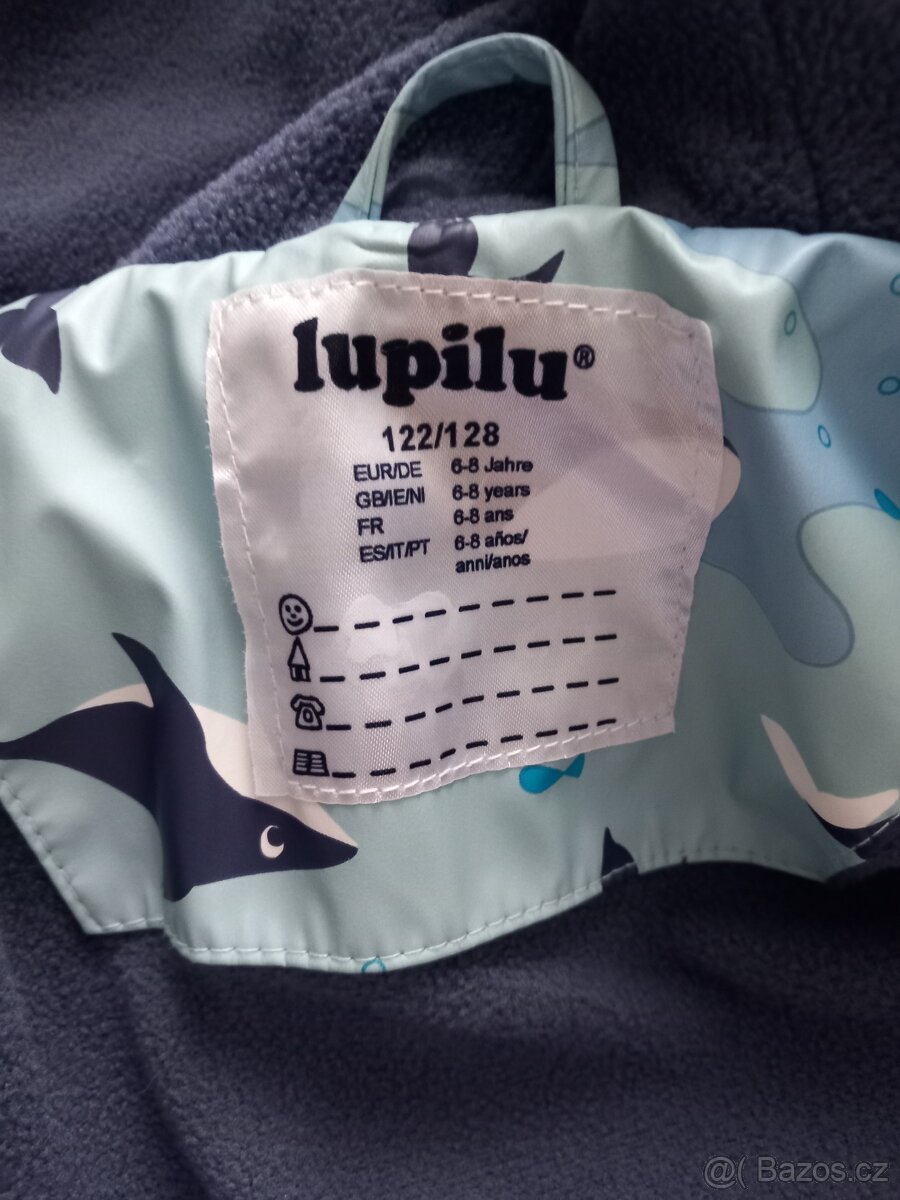 lupilu®
122/128
EUR/DE 6-8 Jahre
GB/IE/NI 6-8 years
FR 6-8 ans
ES/IT/PT 6-8 años/
anni/anos
@( Bazos.cz